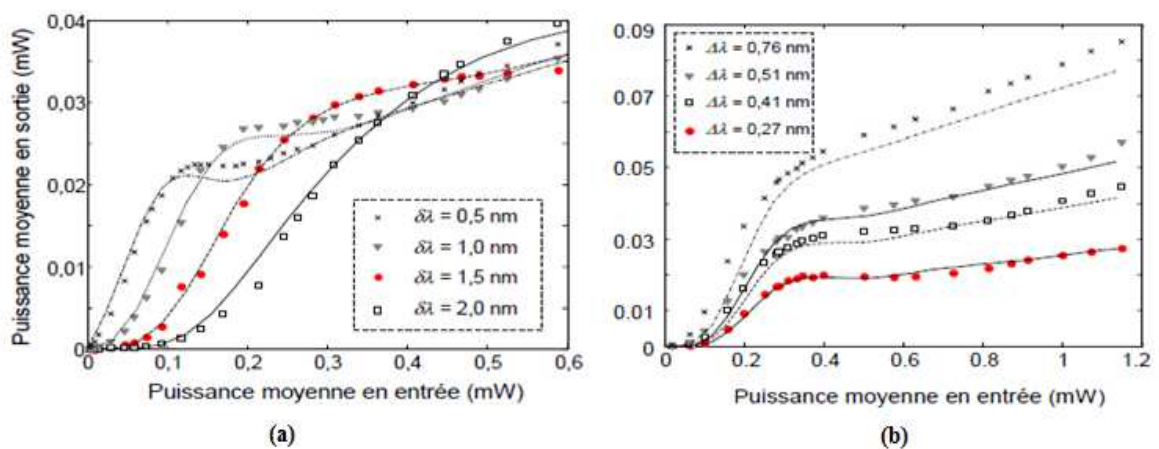 Puissance moyenne en sortie (mW)
0,04
0,03
0,02
0,01
0
δλ = 0,5 nm
δλ = 1,0 nm
δλ = 1,5 nm
δλ = 2,0 nm
0 0,1 0,2 0,3 0,4 0,5 0,6
Puissance moyenne en entrée (mW)
(a)
0.09
0.07
0.05
0.03
0.01
0
Δλ = 0,76 nm
Δλ = 0,51 nm
Δλ = 0,41 nm
Δλ = 0,27 nm
0 0.2 0.4 0.6 0.8 1 1.2
Puissance moyenne en entrée (mW)
(b)